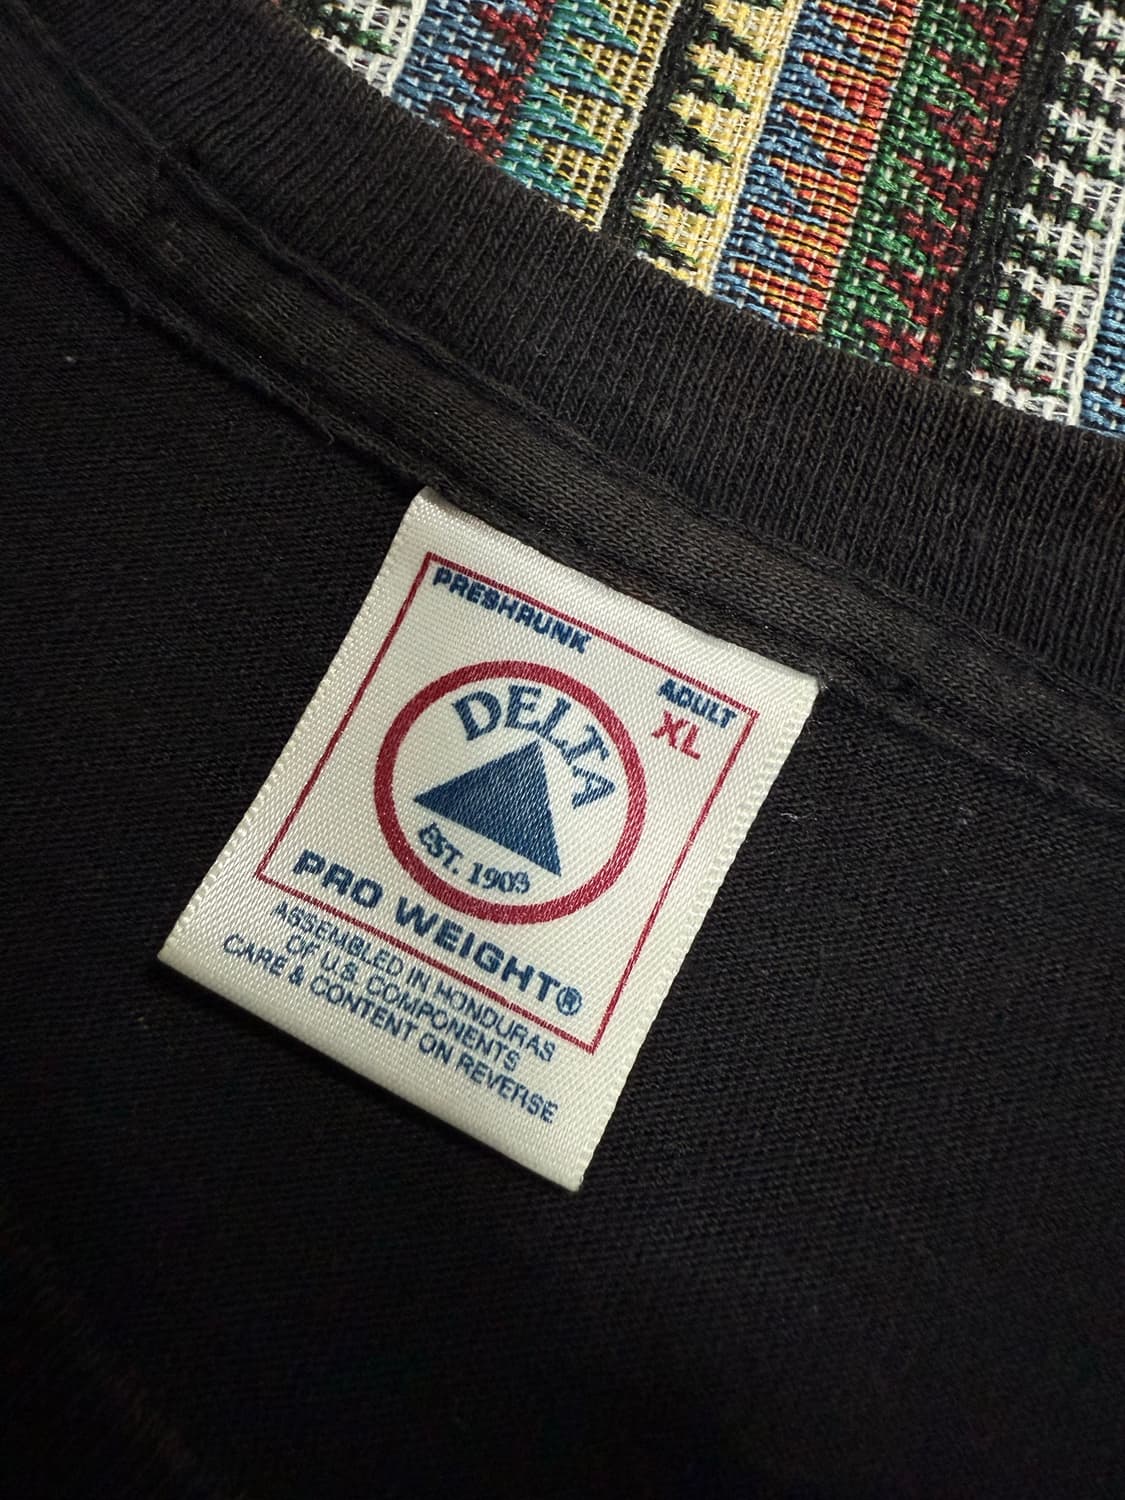 PRESHRUNK
ADULT
XL
DELTA
EST. 1903
PRO WEIGHT®
ASSEMBLED IN HONDURAS
OF U.S. COMPONENTS
CARE & CONTENT ON REVERSE